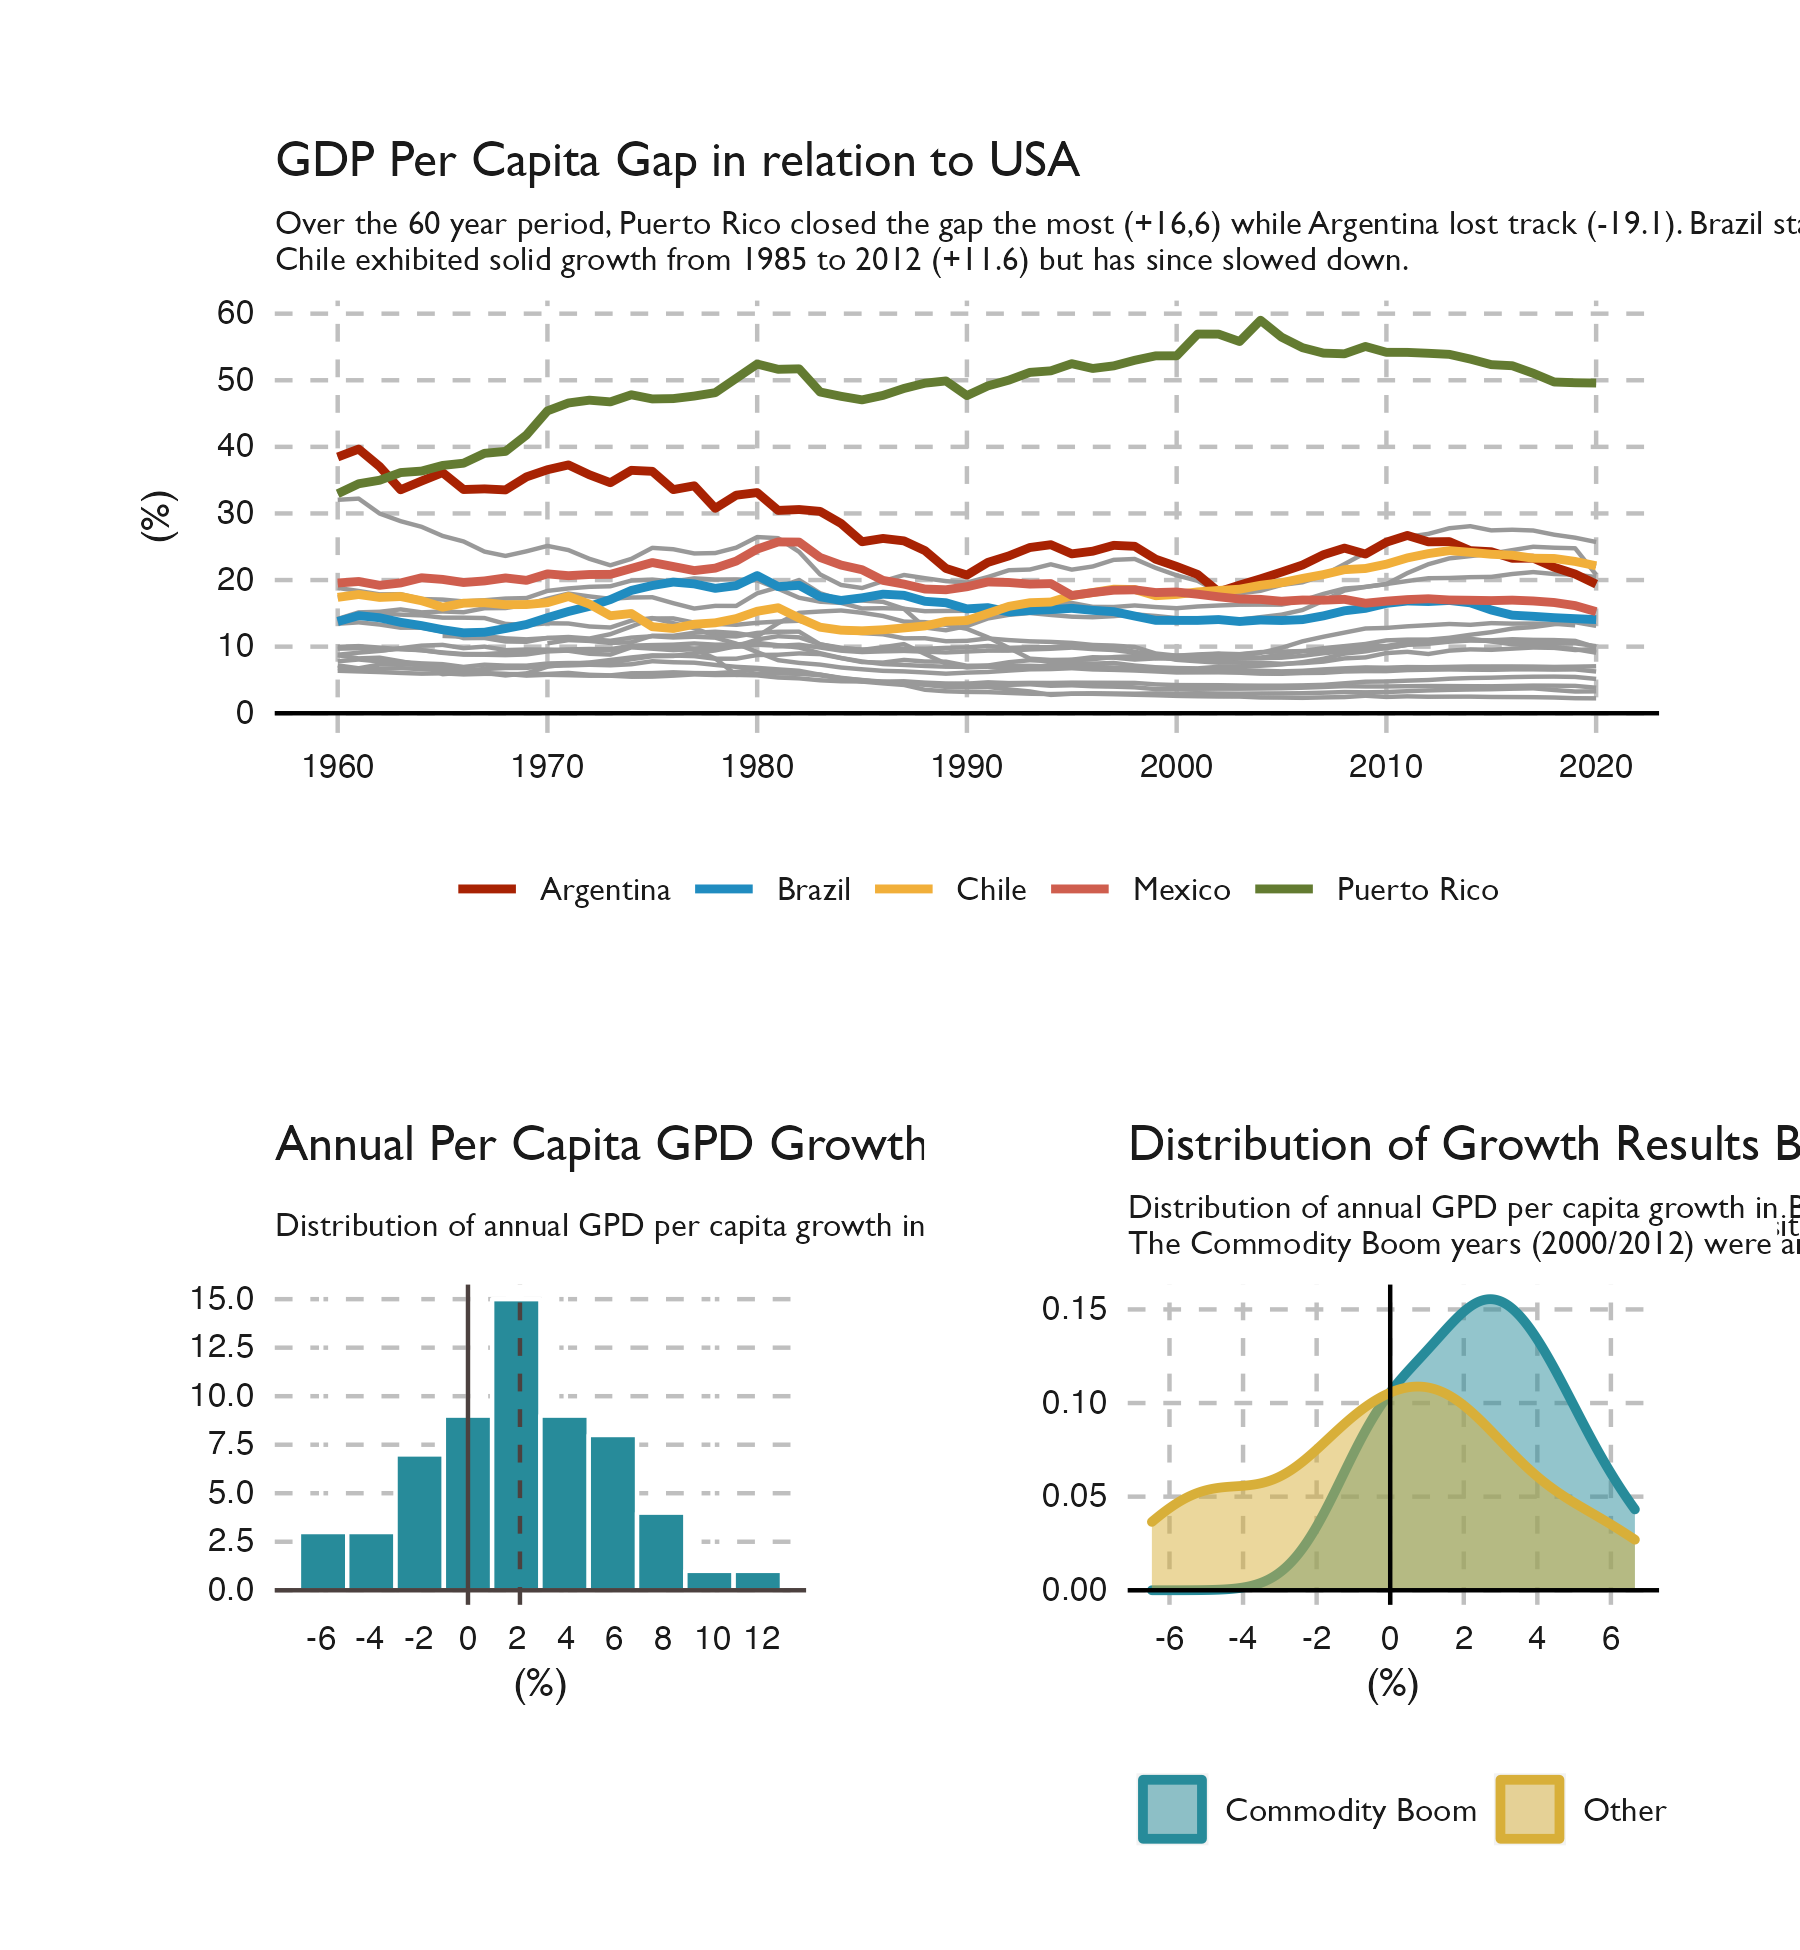 GDP Per Capita Gap in relation to USA
Over the 60 year period, Puerto Rico closed the gap the most (+16,6) while Argentina lost track (-19.1). Brazil
Chile exhibited solid growth from 1985 to 2012 (+11.6) but has since slowed down.
60
50
40
30
20
10
0
(%)
1960 1970 1980 1990 2000 2010 2020
Argentina Brazil Chile Mexico Puerto Rico
Annual Per Capita GPD Growth
Distribution of annual GPD per capita growth in
15.0
12.5
10.0
7.5
5.0
2.5
0.0
-6 -4 -2 0 2 4 6 8 10 12
(%)
Distribution of Growth Results
Distribution of annual GPD per capita growth in
The Commodity Boom years (2000/2012) were
0.15
0.10
0.05
0.00
-6 -4 -2 0 2 4 6
(%)
Commodity Boom Other